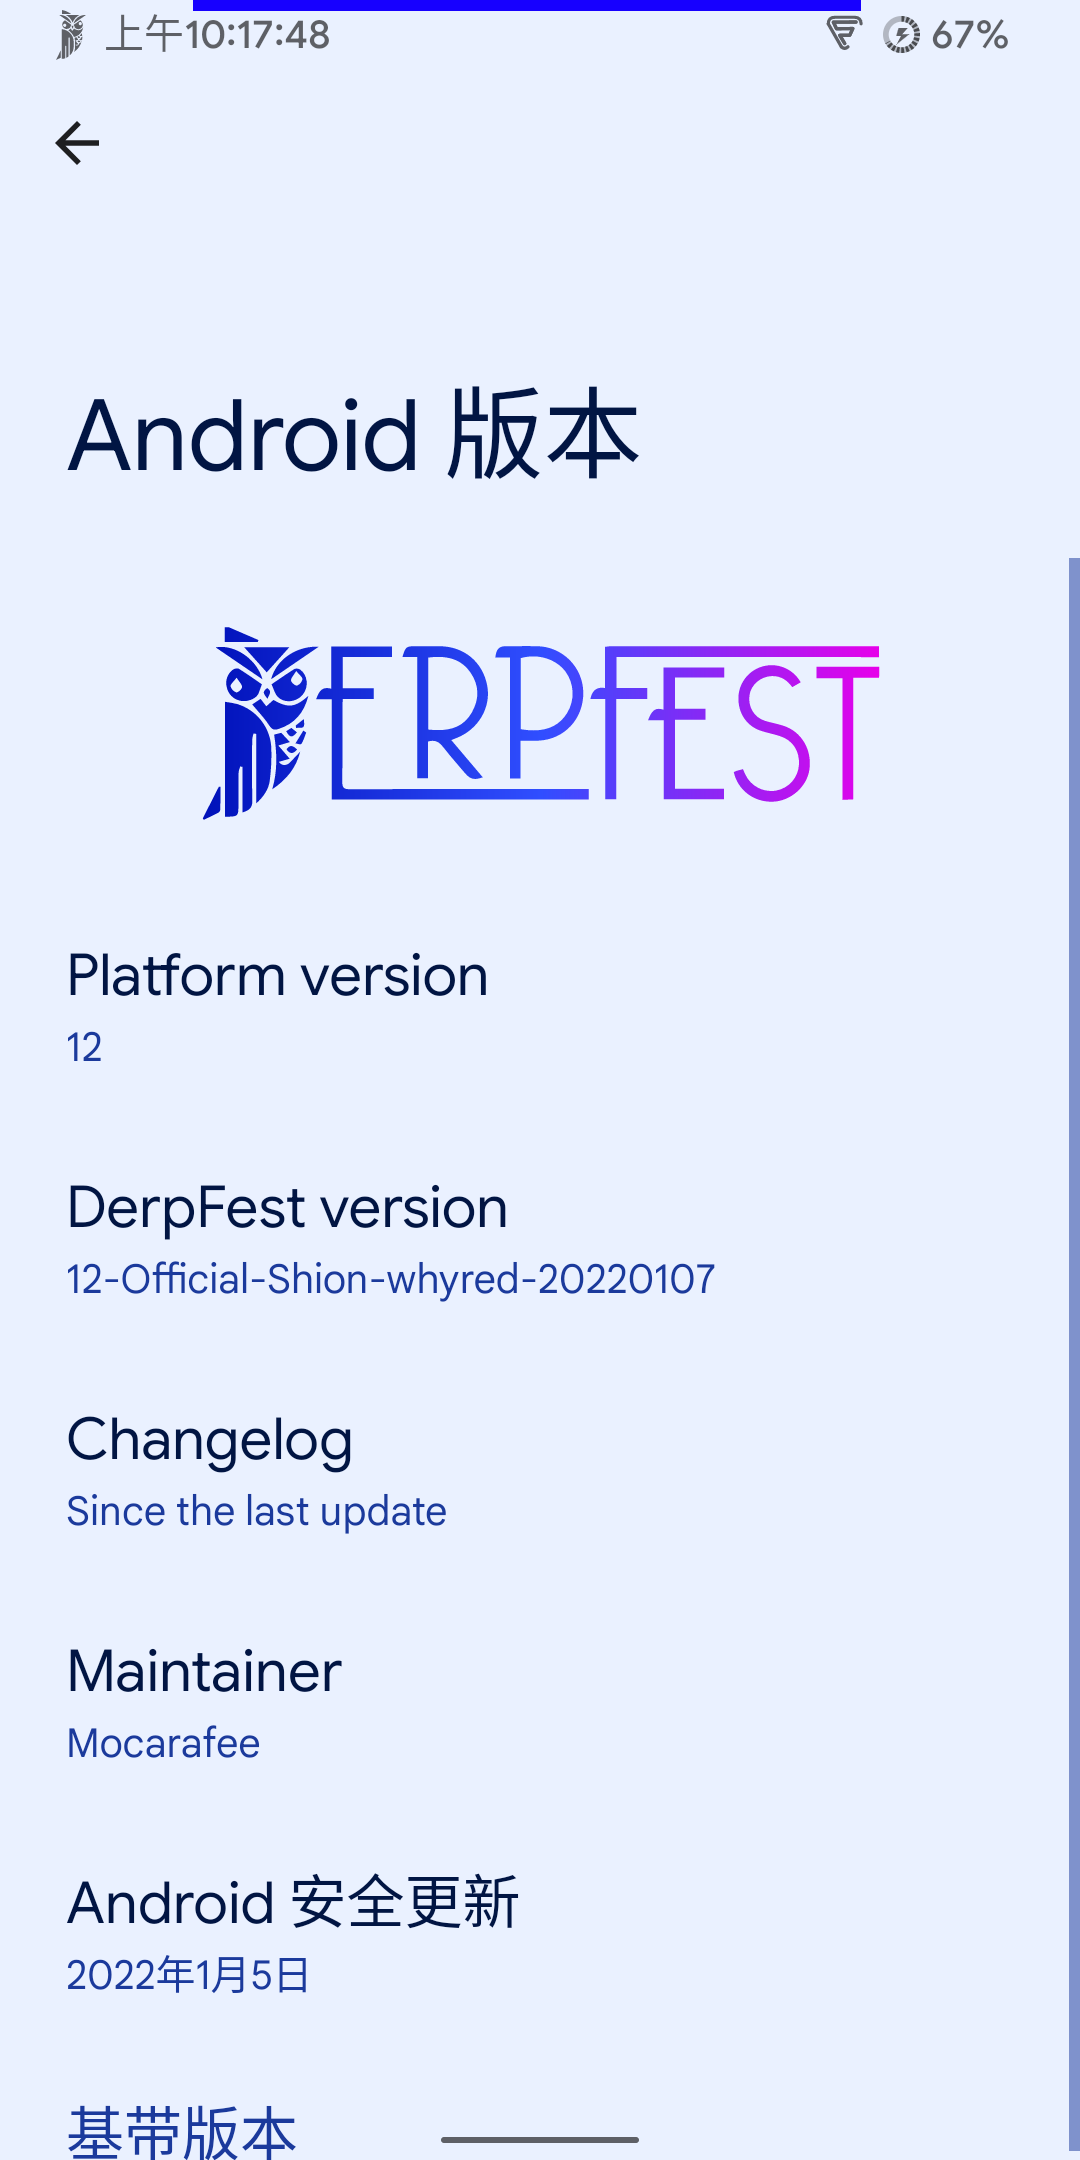 上午10:17:48 67%
Android 版本
DERPFEST
Platform version
12
DerpFest version
12-Official-Shion-whyred-20220107
Changelog
Since the last update
Maintainer
Mocarafee
Android 安全更新
2022年1月5日
基带版本